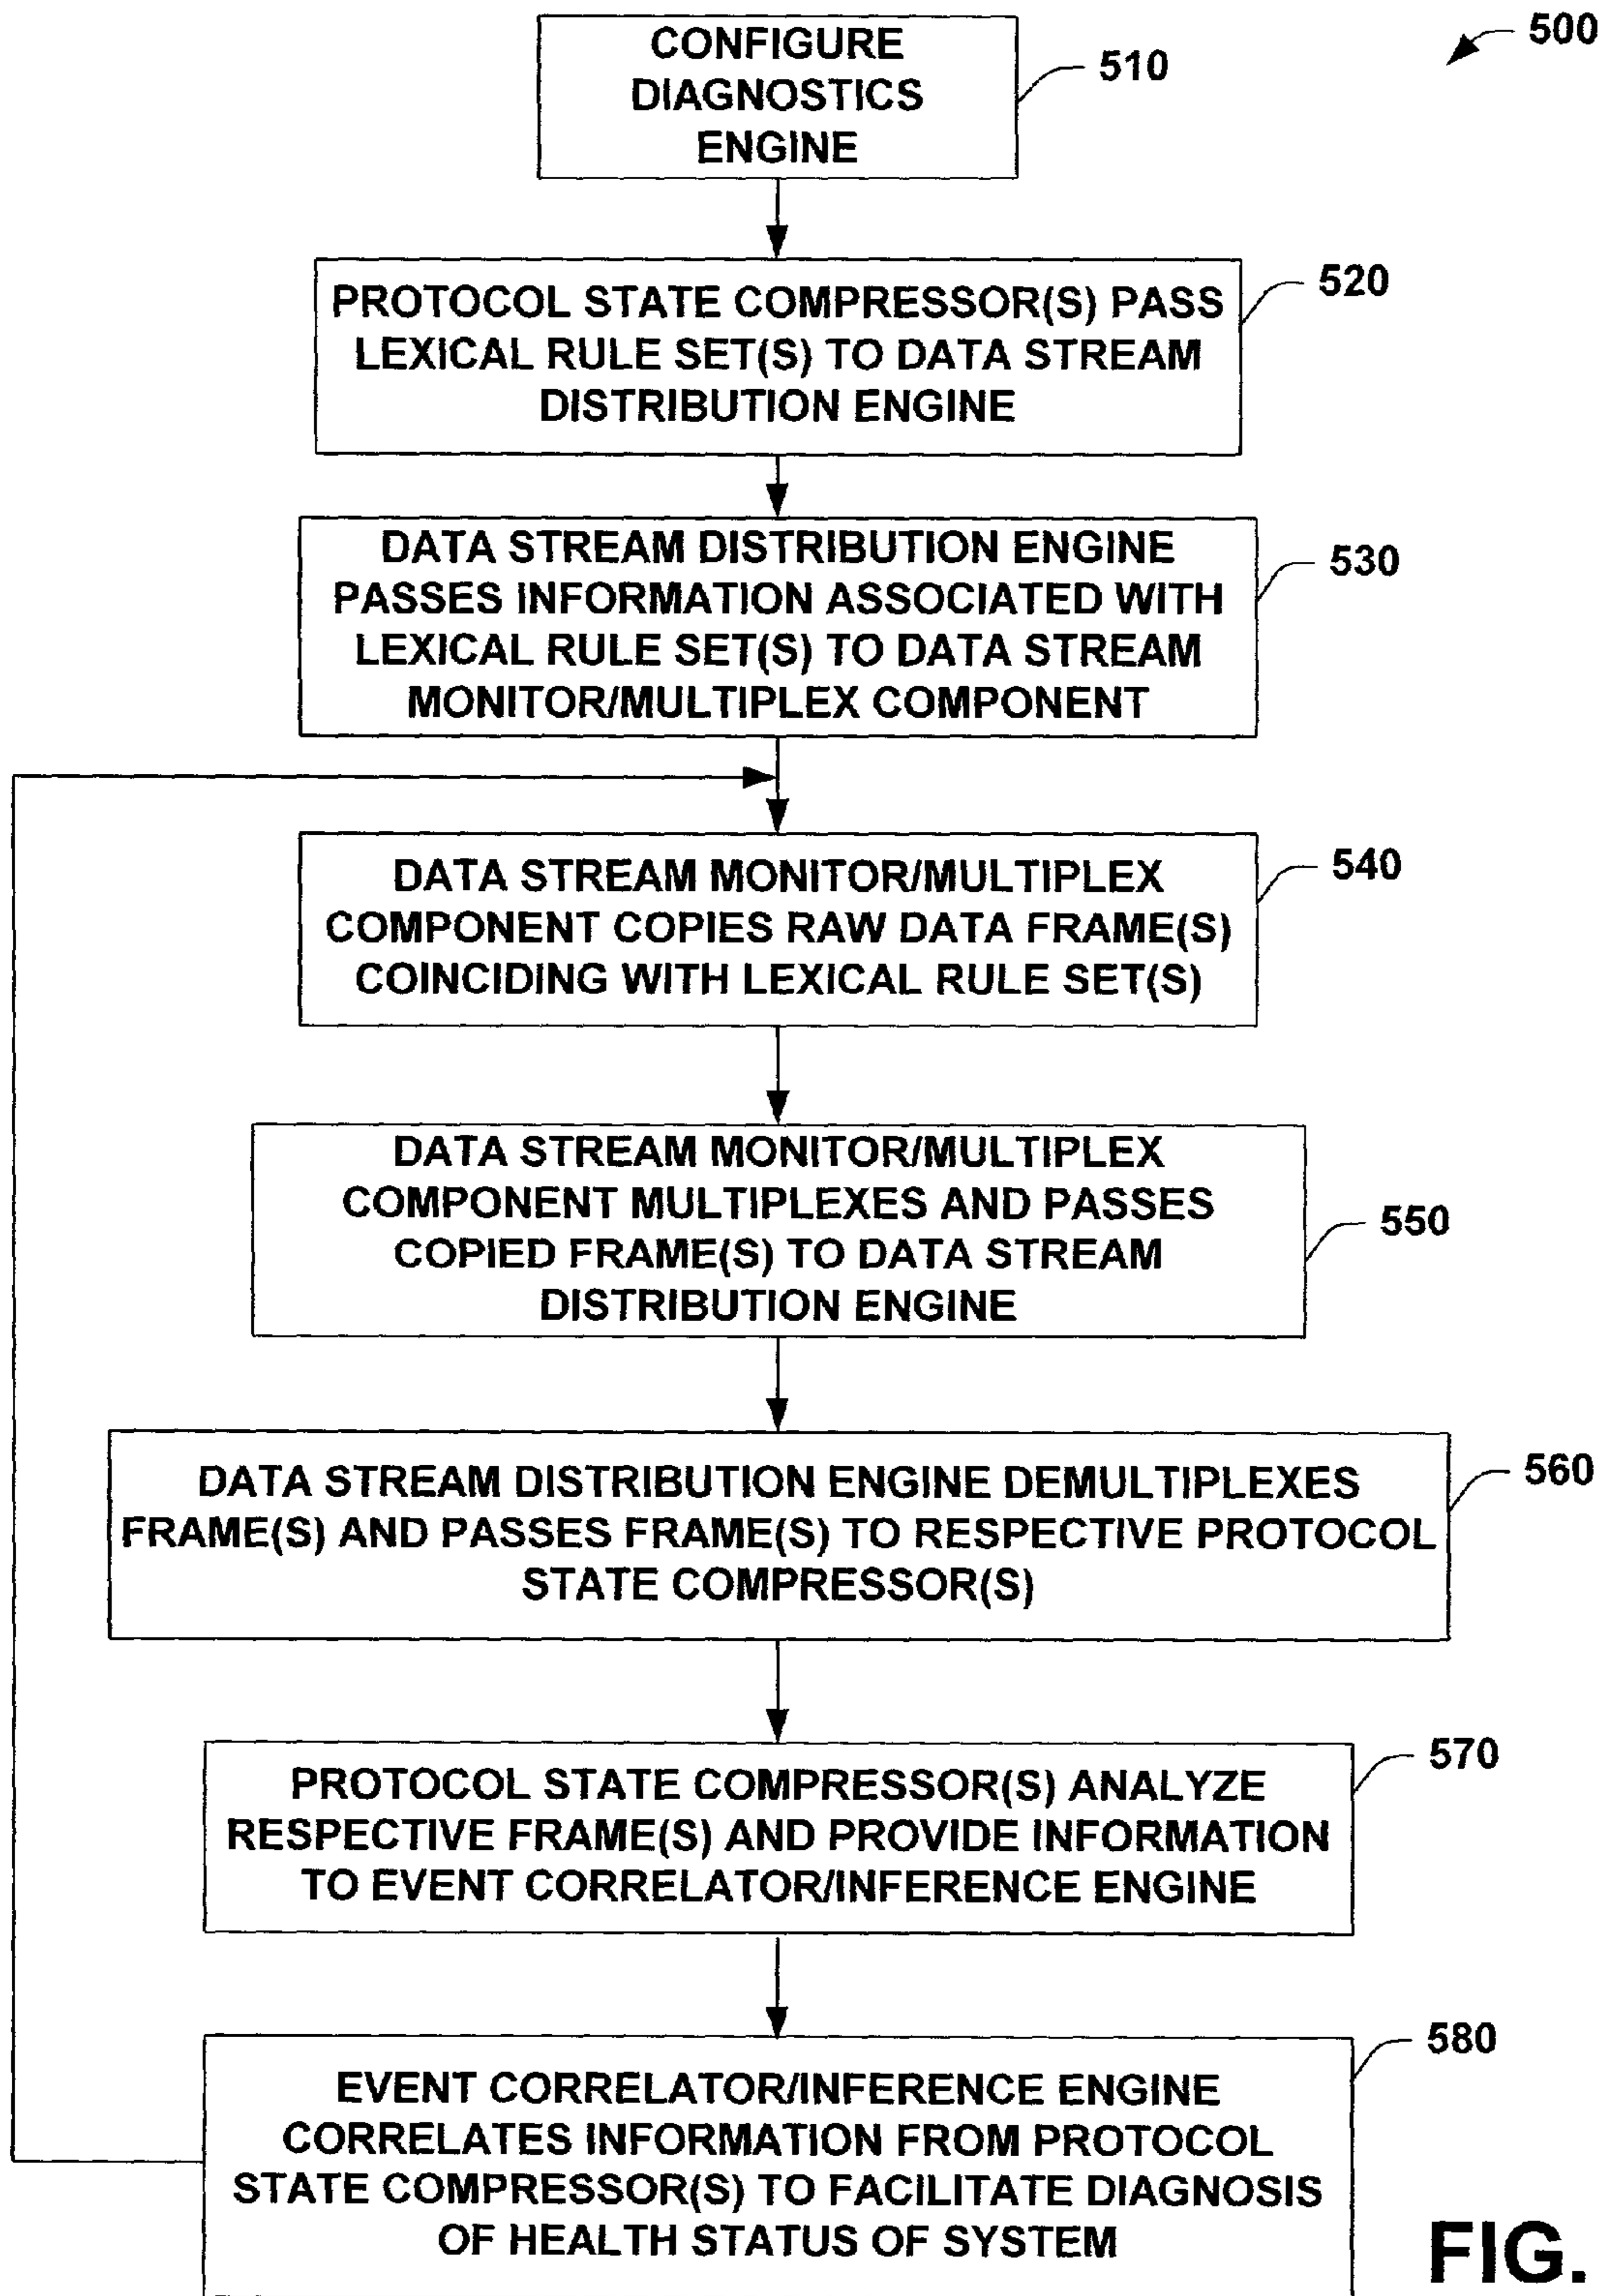 500
CONFIGURE
DIAGNOSTICS
ENGINE
510
PROTOCOL STATE COMPRESSOR(S) PASS
LEXICAL RULE SET(S) TO DATA STREAM
DISTRIBUTION ENGINE
520
DATA STREAM DISTRIBUTION ENGINE
PASSES INFORMATION ASSOCIATED WITH
LEXICAL RULE SET(S) TO DATA STREAM
MONITOR/MULTIPLEX COMPONENT
530
DATA STREAM MONITOR/MULTIPLEX
COMPONENT COPIES RAW DATA FRAME(S)
COINCIDING WITH LEXICAL RULE SET(S)
540
DATA STREAM MONITOR/MULTIPLEX
COMPONENT MULTIPLEXES AND PASSES
COPIED FRAME(S) TO DATA STREAM
DISTRIBUTION ENGINE
550
DATA STREAM DISTRIBUTION ENGINE DEMULTIPLEXES
FRAME(S) AND PASSES FRAME(S) TO RESPECTIVE PROTOCOL
STATE COMPRESSOR(S)
560
PROTOCOL STATE COMPRESSOR(S) ANALYZE
RESPECTIVE FRAME(S) AND PROVIDE INFORMATION
TO EVENT CORRELATOR/INFERENCE ENGINE
570
EVENT CORRELATOR/INFERENCE ENGINE
CORRELATES INFORMATION FROM PROTOCOL
STATE COMPRESSOR(S) TO FACILITATE DIAGNOSIS
OF HEALTH STATUS OF SYSTEM
580
FIG.